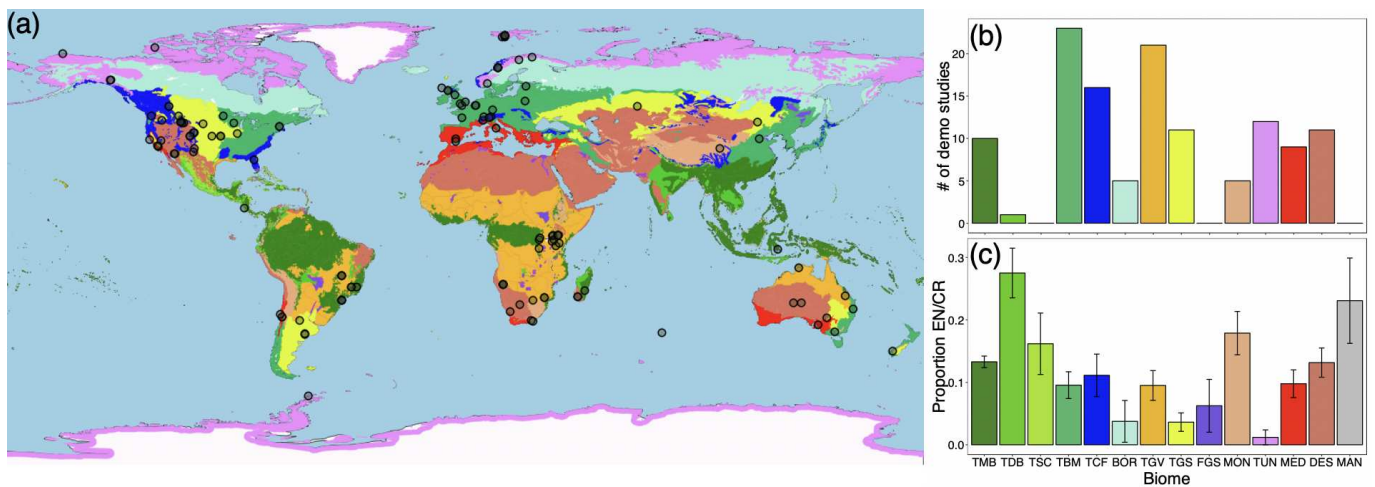 (a)
(b)
# of demo studies
20
15
10
5
0
(c)
Proportion EN/CR
0.3
0.2
0.1
0.0
TMB TDB TSC TBM TCF BOR TGV TGS FGS MON TUN MED DES MAN
Biome